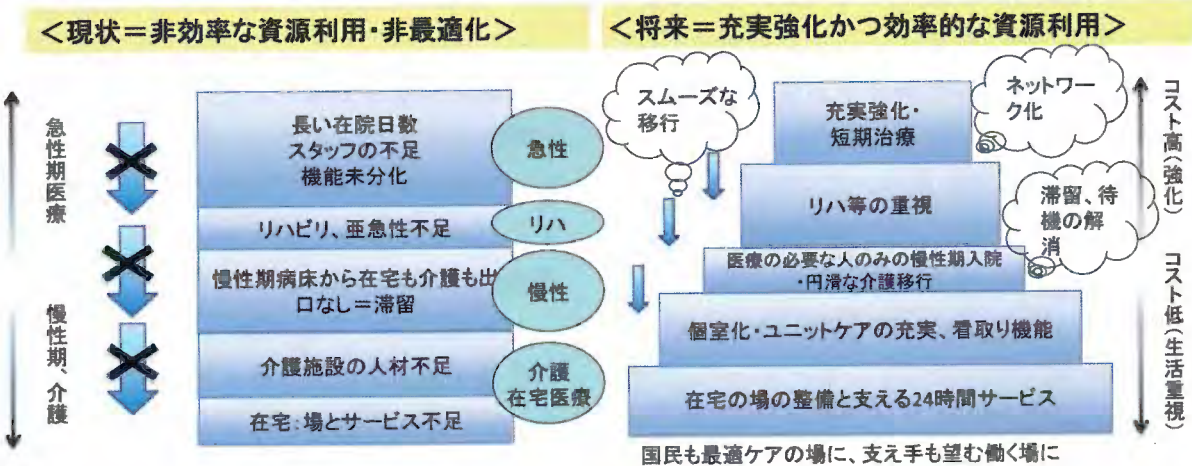 ＜現状＝非効率な資源利用・非最適化＞
急性期医療
慢性期、介護
長い在院日数
スタッフの不足
機能未分化
急性
リハビリ、亜急性不足
リハ
慢性期病床から在宅も介護も出
口なし＝滞留
慢性
介護施設の人材不足
介護
在宅医療
在宅：場とサービス不足
＜将来＝充実強化かつ効率的な資源利用＞
スムーズな
移行
充実強化・
短期治療
ネットワー
ク化
リハ等の重視
滞留、待
機の解
消
医療の必要な人のみの慢性期入院
・円滑な介護移行
個室化・ユニットケアの充実、看取り機能
在宅の場の整備と支える24時間サービス
コスト高（強化）
コスト低（生活重視）
国民も最適ケアの場に、支え手も望む働く場に